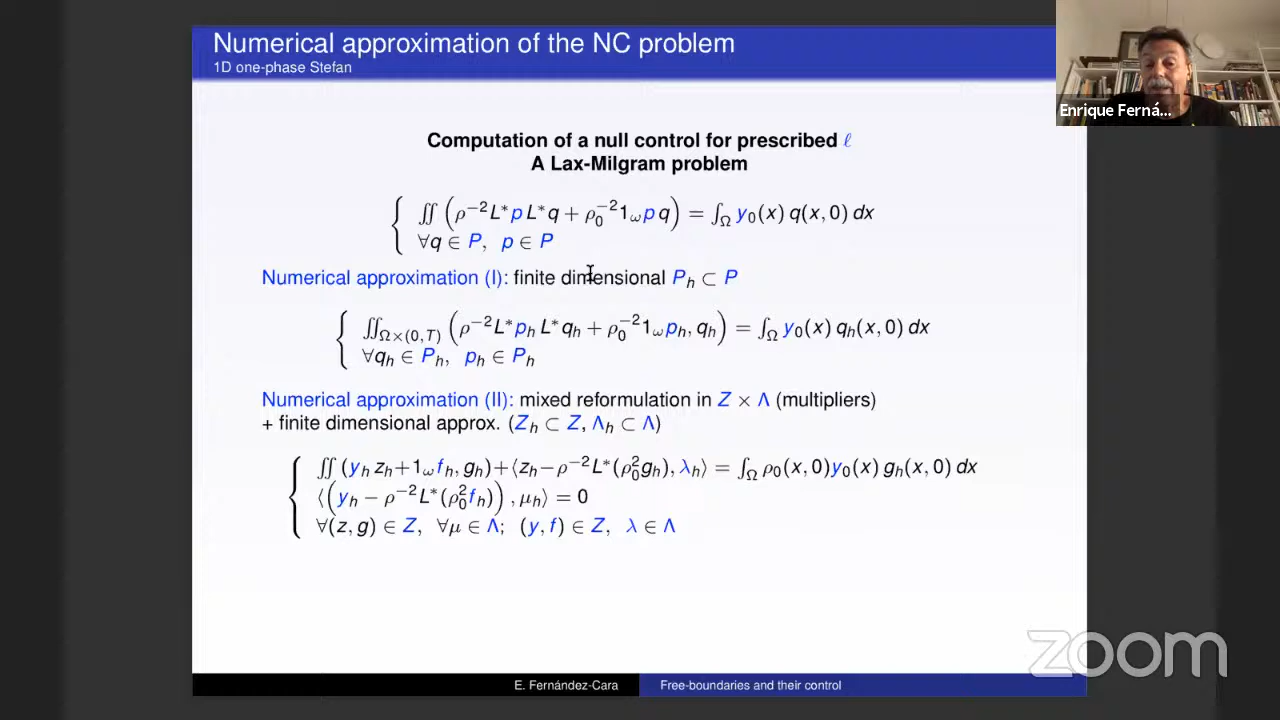 Numerical approximation of the NC problem
1D one-phase Stefan
Enrique Ferná...
Computation of a null control for prescribed ℓ
A Lax-Milgram problem
∬ (ρ⁻²L*p L*q + ρ₀⁻²1_ω p q) = ∫_Ω y₀(x) q(x,0) dx
∀q ∈ P, p ∈ P
Numerical approximation (I): finite dimensional P_h ⊂ P
∬_{Ω×(0,T)} (ρ⁻²L*p_h L*q_h + ρ₀⁻²1_ω p_h, q_h) = ∫_Ω y₀(x) q_h(x,0) dx
∀q_h ∈ P_h, p_h ∈ P_h
Numerical approximation (II): mixed reformulation in Z × Λ (multipliers)
+ finite dimensional approx. (Z_h ⊂ Z, Λ_h ⊂ Λ)
∬ (y_h z_h+1_ω f_h, g_h)+⟨z_h−ρ⁻²L*(ρ₀²g_h), λ_h⟩ = ∫_Ω ρ₀(x,0)y₀(x) g_h(x,0) dx
⟨(y_h − ρ⁻²L*(ρ₀²f_h)), μ_h⟩ = 0
∀(z,g) ∈ Z, ∀μ ∈ Λ; (y,f) ∈ Z, λ ∈ Λ
zoom
E. Fernández-Cara Free-boundaries and their control